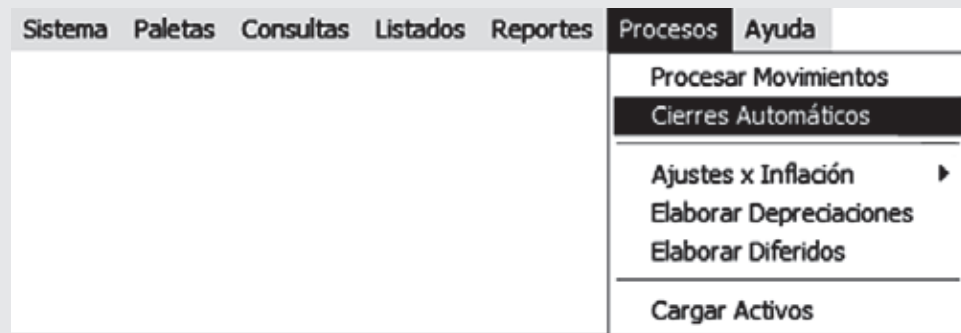 Sistema Paletas Consultas Listados Reportes Procesos Ayuda
Procesar Movimientos
Cierres Automáticos
Ajustes x Inflación
Elaborar Depreciaciones
Elaborar Diferidos
Cargar Activos